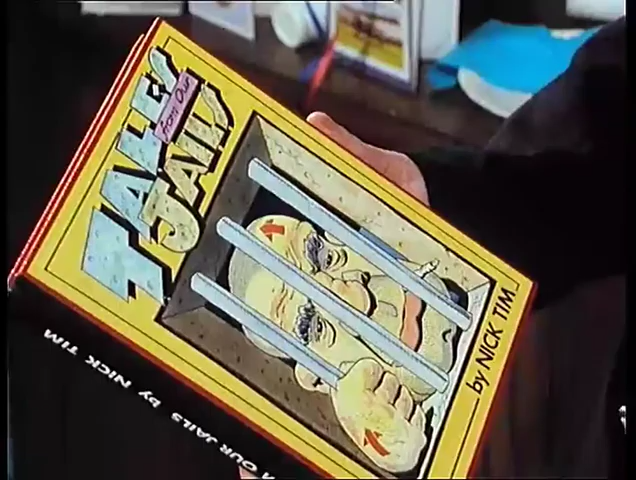 TALES
from Our
JAILS
by NICK TIM
OUR JAILS BY NICK TIM